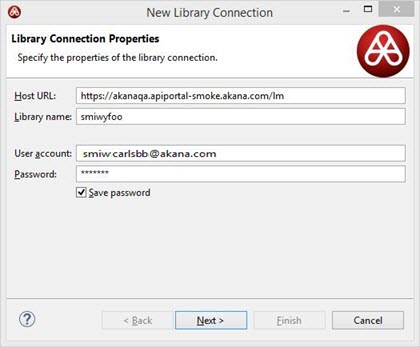 New Library Connection
Library Connection Properties
Specify the properties of the library connection.
Host URL: https://akanaqa.apiportal-smoke.akana.com/lm
Library name: smiwyfoo
User account: smiw:carlsbb@akana.com
Password: *******
Save password
? < Back Next > Finish Cancel